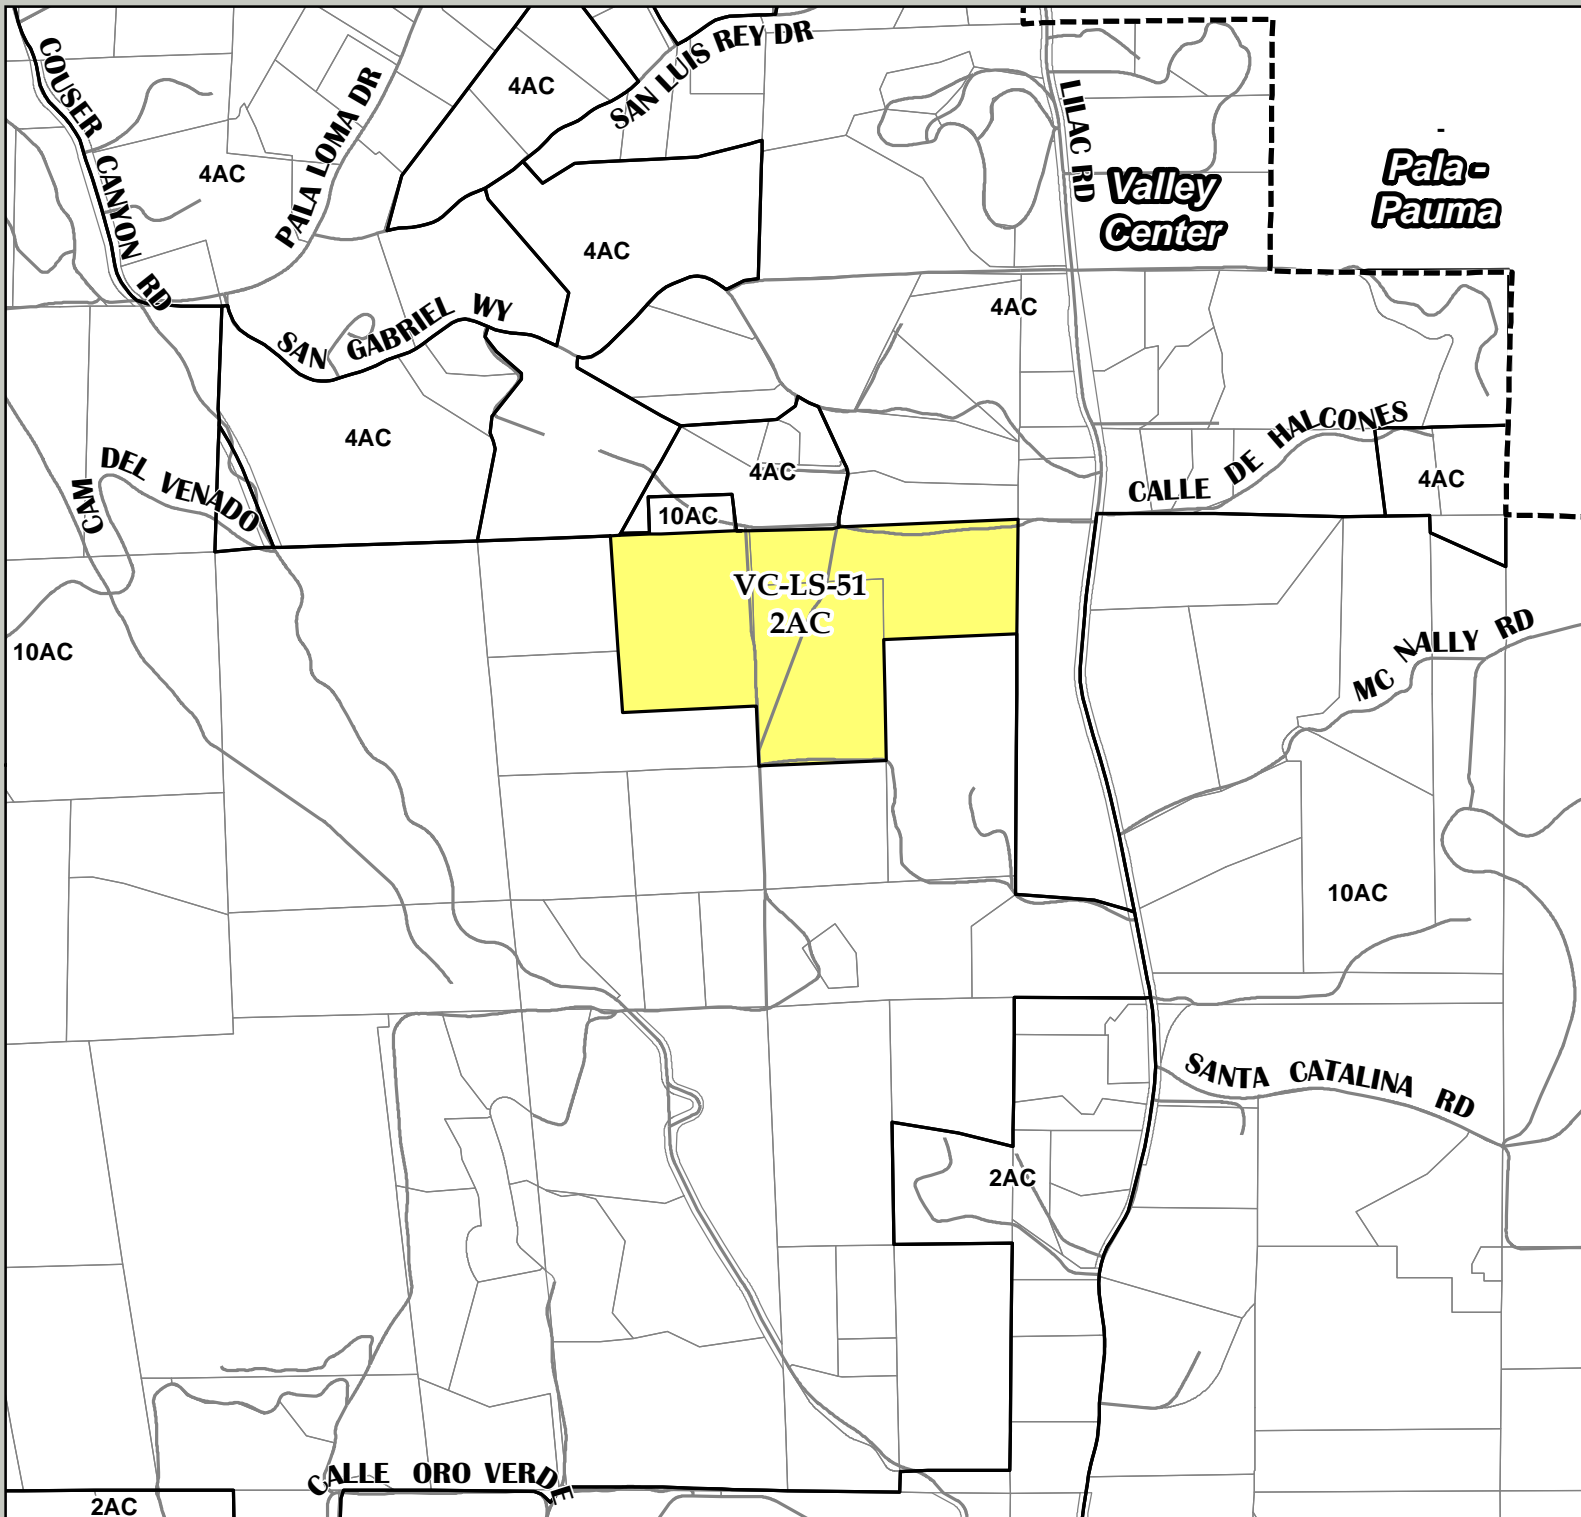 COUSER CANYON RD
PALA LOMA DR
4AC
SAN LUIS REY DR
LILAC RD
-
Pala -
Pauma
Valley
Center
4AC
4AC
4AC
SAN GABRIEL WY
4AC
CAM DEL VENADO
4AC
10AC
CALLE DE HALCONES
4AC
VC-LS-51
2AC
10AC
MC NALLY RD
10AC
SANTA CATALINA RD
2AC
CALLE ORO VERDE
2AC